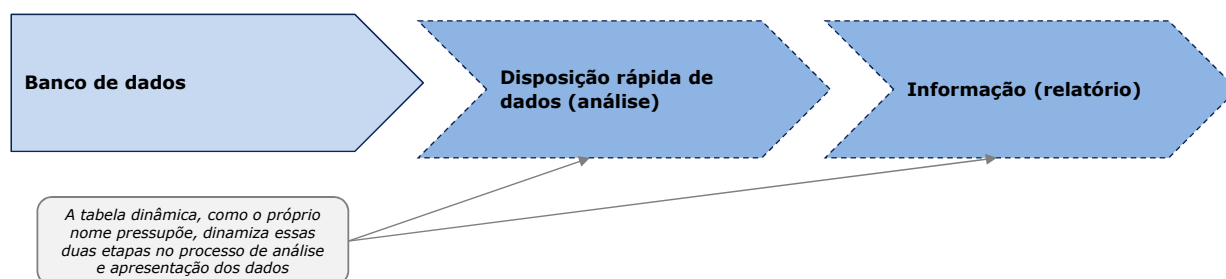 Banco de dados
Disposição rápida de
dados (análise)
Informação (relatório)
A tabela dinâmica, como o próprio
nome pressupõe, dinamiza essas
duas etapas no processo de análise
e apresentação dos dados